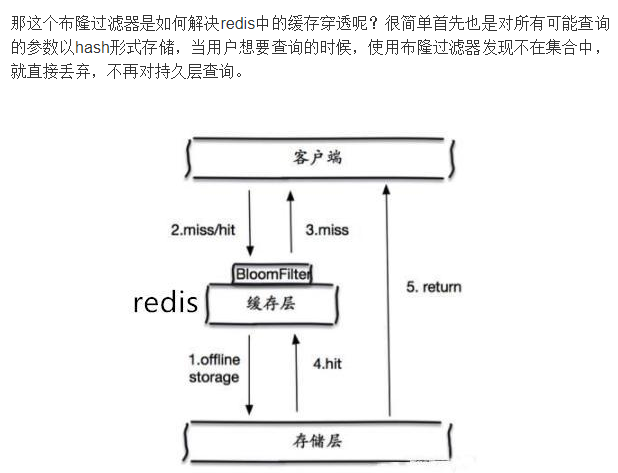 那这个布隆过滤器是如何解决redis中的缓存穿透呢？很简单首先也是对所有可能查询
的参数以hash形式存储，当用户想要查询的时候，使用布隆过滤器发现不在集合中，
就直接丢弃，不再对持久层查询。
客户端
2.miss/hit
3.miss
BloomFilter
5. return
redis
缓存层
1.offline
storage
4.hit
存储层